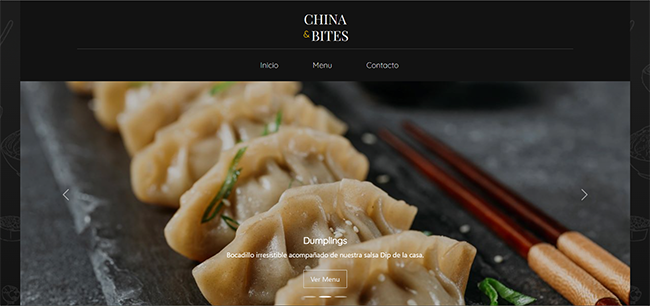 CHINA
& BITES
Inicio Menu Contacto
Dumplings
Bocadillo irresistible acompañado de nuestra salsa Dip de la casa.
Ver Menu